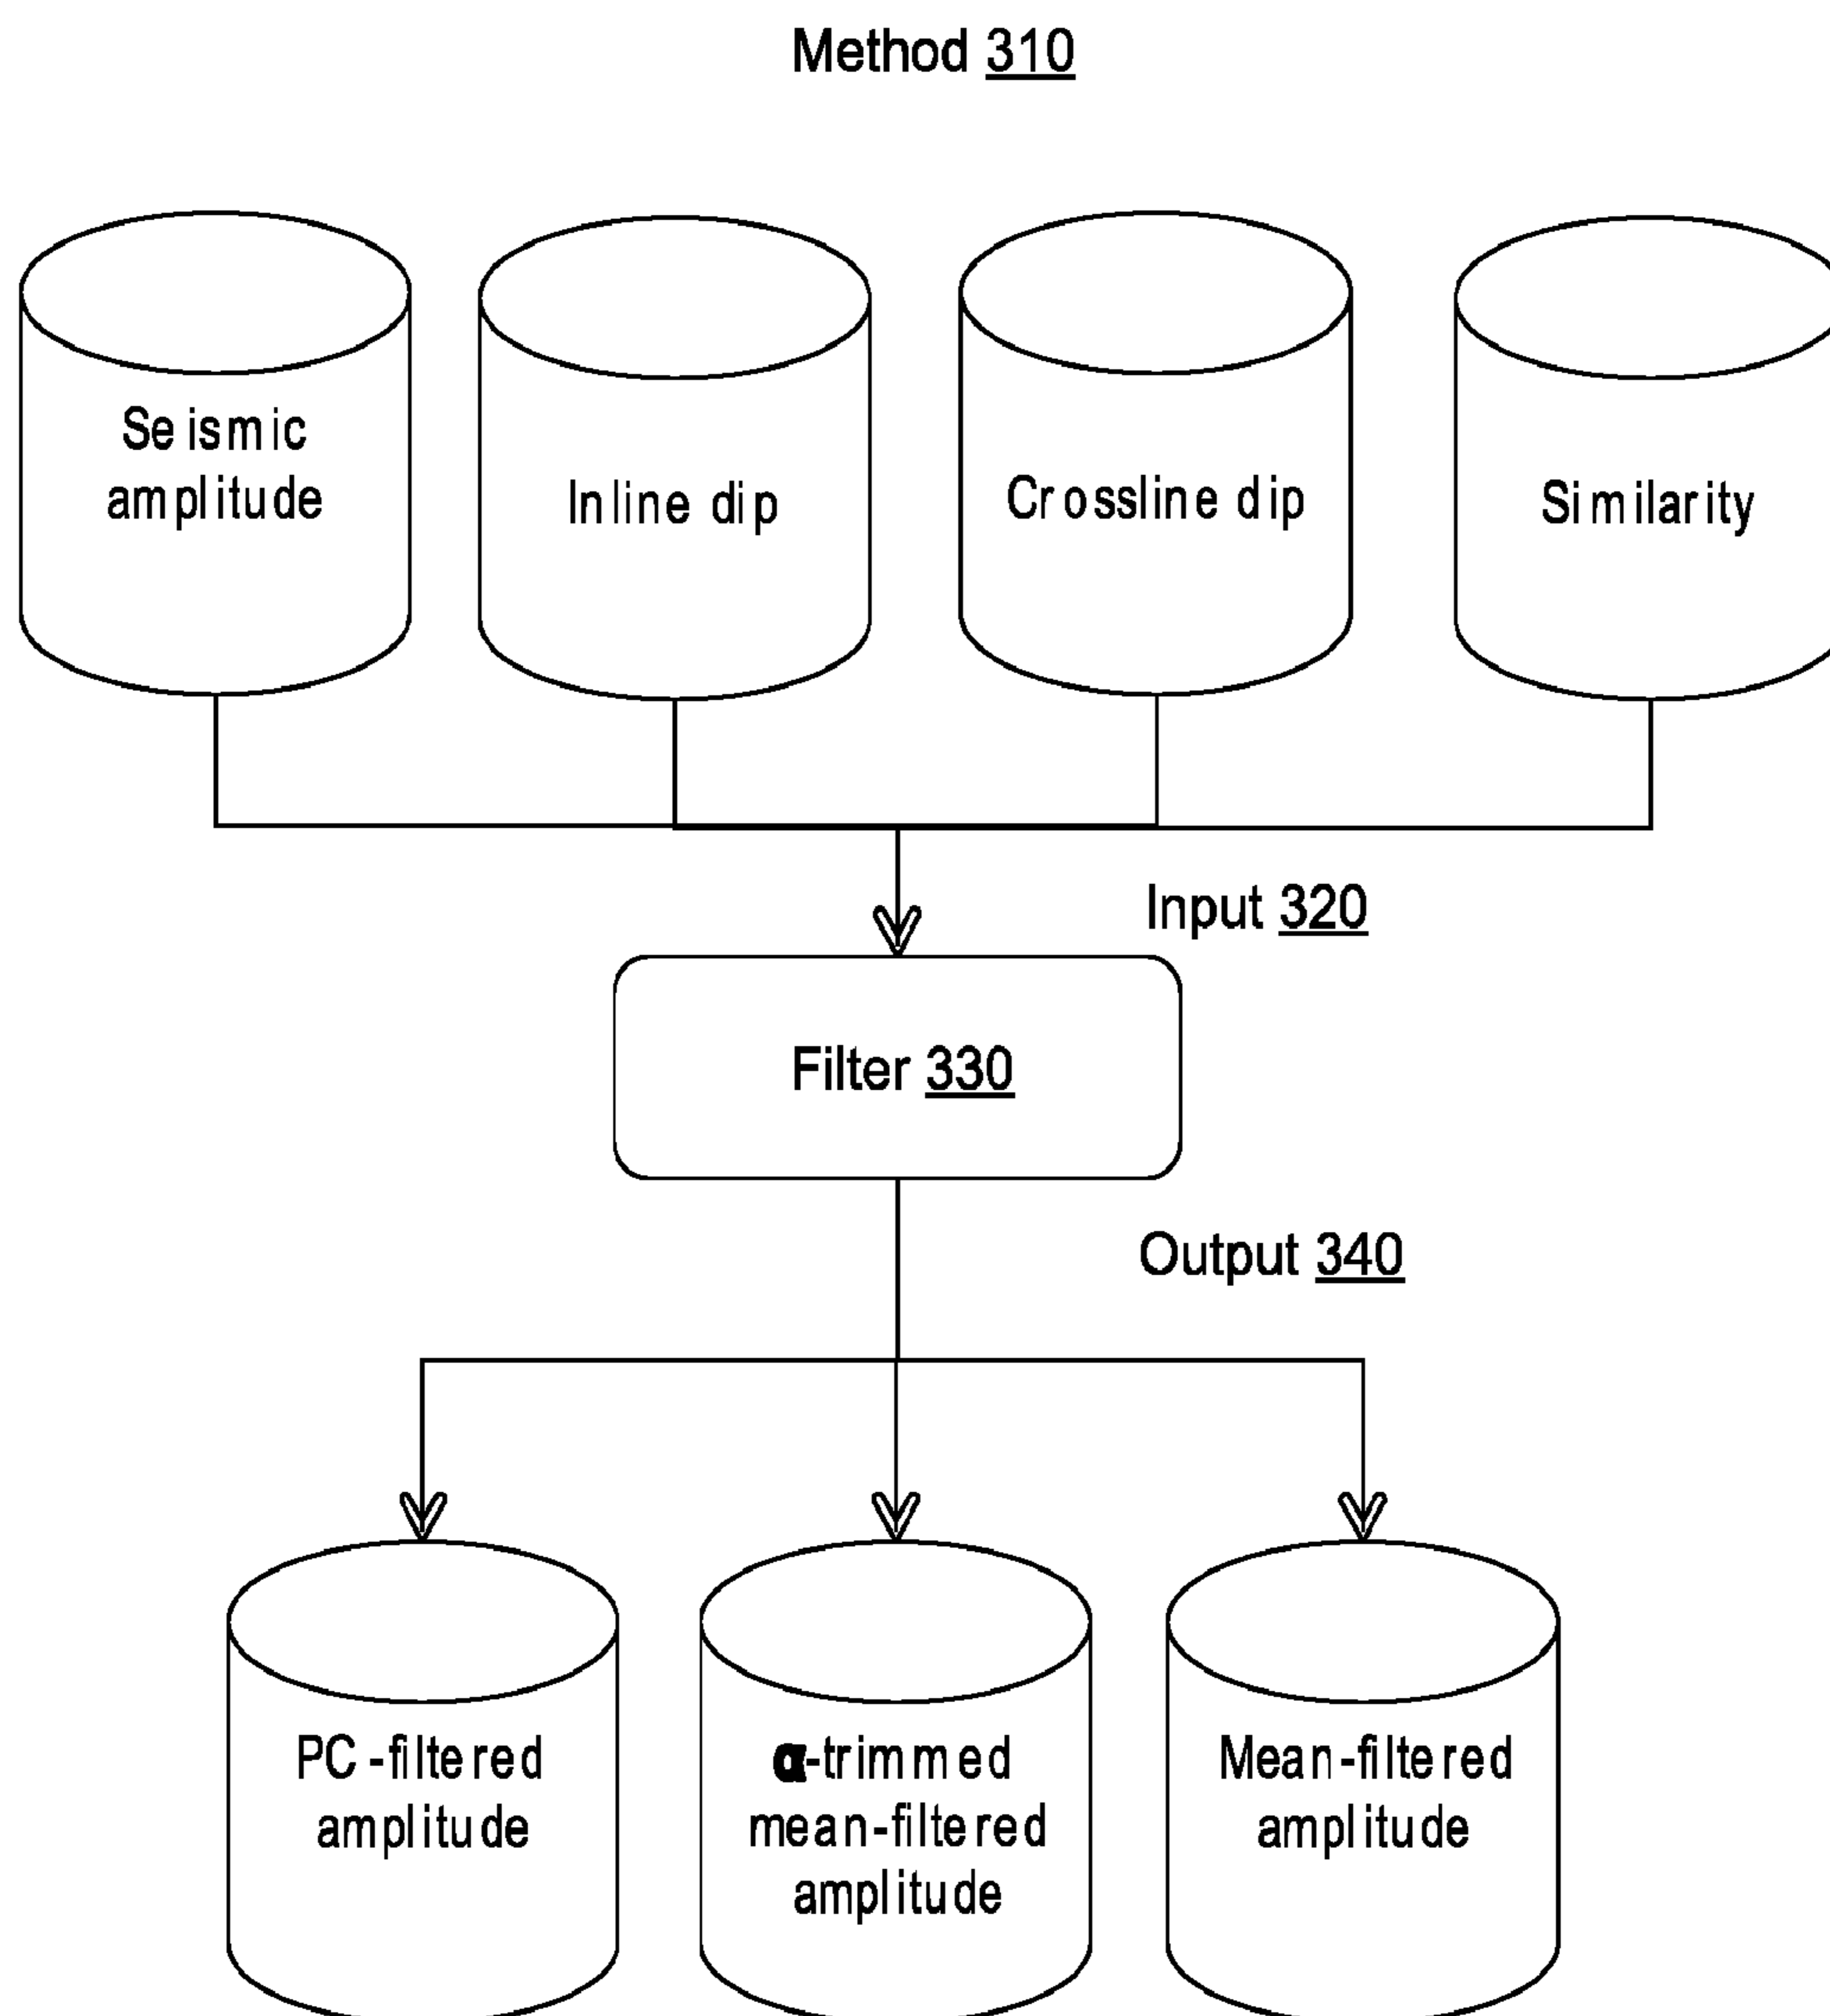 Method 310
Seismic
amplitude
Inline dip
Crossline dip
Similarity
Input 320
Filter 330
Output 340
PC-filtered
amplitude
α-trimmed
mean-filtered
amplitude
Mean-filtered
amplitude